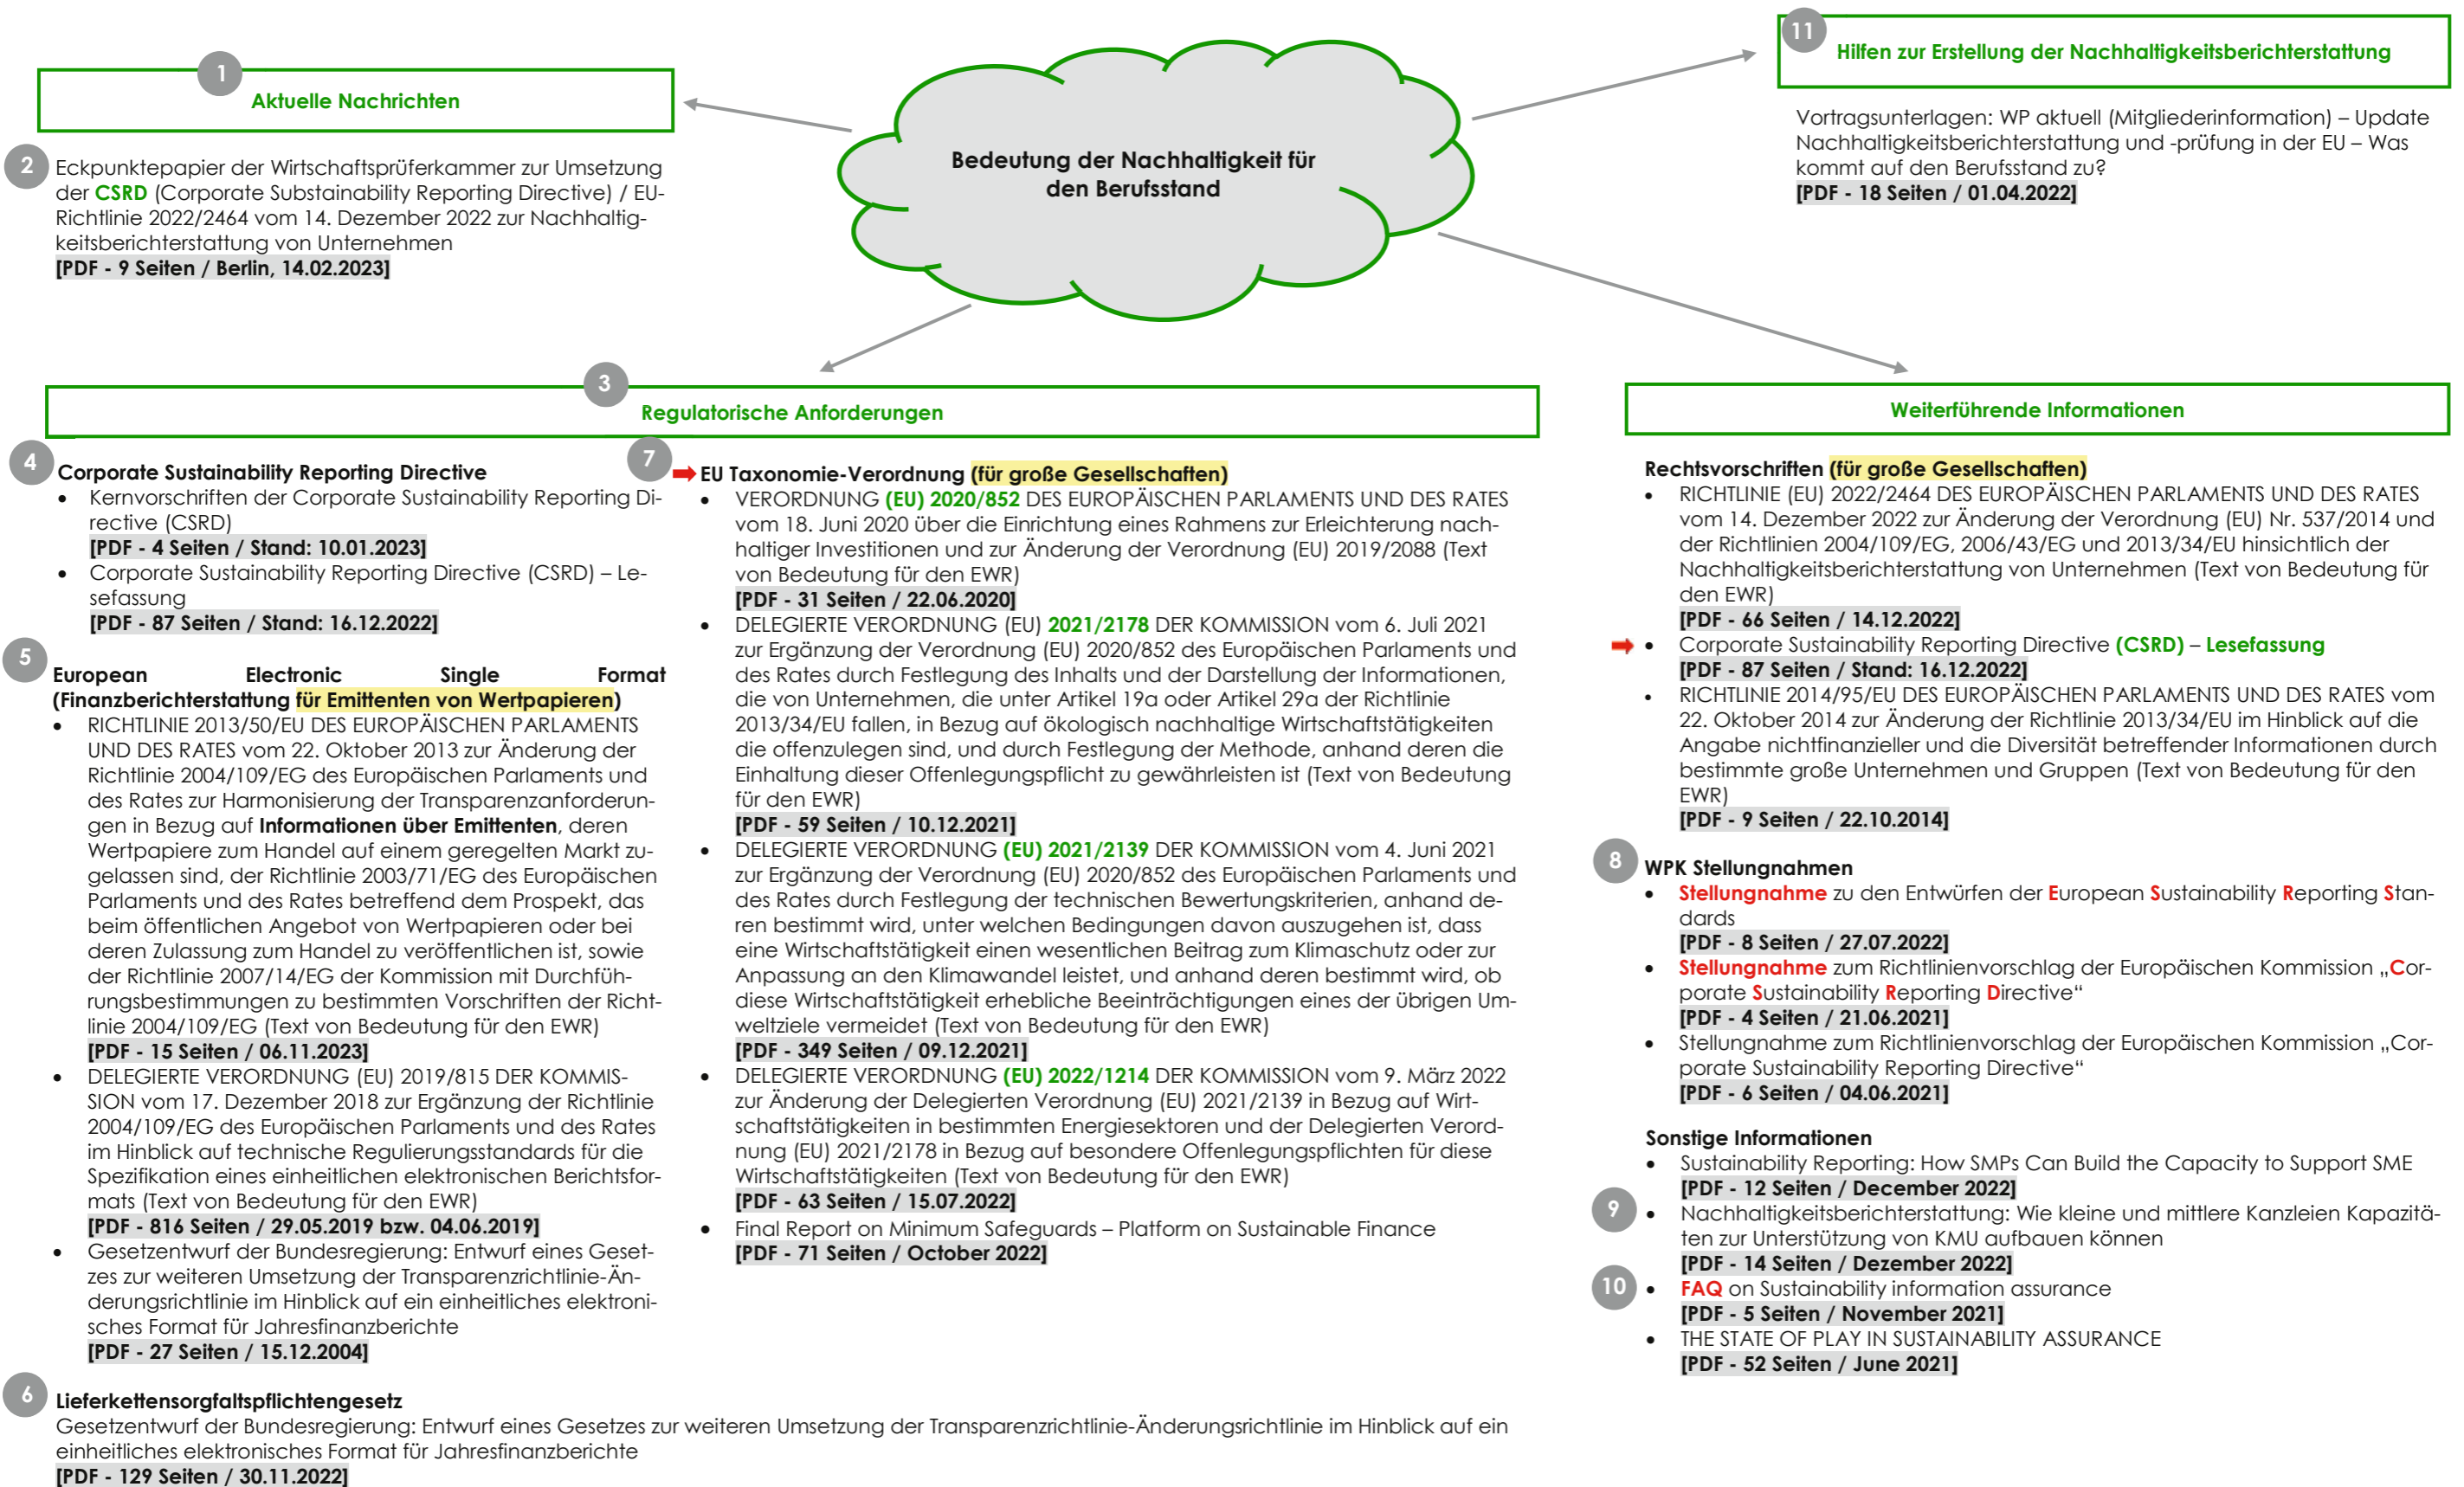 1
Aktuelle Nachrichten
2
Eckpunktepapier der Wirtschaftsprüferkammer zur Umsetzung
der CSRD (Corporate Substainability Reporting Directive) / EU-
Richtlinie 2022/2464 vom 14. Dezember 2022 zur Nachhaltig-
keitsberichterstattung von Unternehmen
[PDF - 9 Seiten / Berlin, 14.02.2023]
Bedeutung der Nachhaltigkeit für
den Berufsstand
11
Hilfen zur Erstellung der Nachhaltigkeitsberichterstattung
Vortragsunterlagen: WP aktuell (Mitgliederinformation) – Update
Nachhaltigkeitsberichterstattung und -prüfung in der EU – Was
kommt auf den Berufsstand zu?
[PDF - 18 Seiten / 01.04.2022]
3
Regulatorische Anforderungen
4
Corporate Sustainability Reporting Directive
• Kernvorschriften der Corporate Sustainability Reporting Di-
rective (CSRD)
[PDF - 4 Seiten / Stand: 10.01.2023]
• Corporate Sustainability Reporting Directive (CSRD) – Le-
sefassung
[PDF - 87 Seiten / Stand: 16.12.2022]
5
European Electronic Single Format
(Finanzberichterstattung für Emittenten von Wertpapieren)
• RICHTLINIE 2013/50/EU DES EUROPÄISCHEN PARLAMENTS
UND DES RATES vom 22. Oktober 2013 zur Änderung der
Richtlinie 2004/109/EG des Europäischen Parlaments und
des Rates zur Harmonisierung der Transparenzanforderun-
gen in Bezug auf Informationen über Emittenten, deren
Wertpapiere zum Handel auf einem geregelten Markt zu-
gelassen sind, der Richtlinie 2003/71/EG des Europäischen
Parlaments und des Rates betreffend dem Prospekt, das
beim öffentlichen Angebot von Wertpapieren oder bei
deren Zulassung zum Handel zu veröffentlichen ist, sowie
der Richtlinie 2007/14/EG der Kommission mit Durchfüh-
rungsbestimmungen zu bestimmten Vorschriften der Richt-
linie 2004/109/EG (Text von Bedeutung für den EWR)
[PDF - 15 Seiten / 06.11.2023]
• DELEGIERTE VERORDNUNG (EU) 2019/815 DER KOMMIS-
SION vom 17. Dezember 2018 zur Ergänzung der Richtlinie
2004/109/EG des Europäischen Parlaments und des Rates
im Hinblick auf technische Regulierungsstandards für die
Spezifikation eines einheitlichen elektronischen Berichtsfor-
mats (Text von Bedeutung für den EWR)
[PDF - 816 Seiten / 29.05.2019 bzw. 04.06.2019]
• Gesetzentwurf der Bundesregierung: Entwurf eines Geset-
zes zur weiteren Umsetzung der Transparenzrichtlinie-Än-
derungsrichtlinie im Hinblick auf ein einheitliches elektroni-
sches Format für Jahresfinanzberichte
[PDF - 27 Seiten / 15.12.2004]
6
Lieferkettensorgfaltspflichtengesetz
Gesetzentwurf der Bundesregierung: Entwurf eines Gesetzes zur weiteren Umsetzung der Transparenzrichtlinie-Änderungsrichtlinie im Hinblick auf ein
einheitliches elektronisches Format für Jahresfinanzberichte
[PDF - 129 Seiten / 30.11.2022]
7
EU Taxonomie-Verordnung (für große Gesellschaften)
• VERORDNUNG (EU) 2020/852 DES EUROPÄISCHEN PARLAMENTS UND DES RATES
vom 18. Juni 2020 über die Einrichtung eines Rahmens zur Erleichterung nach-
haltiger Investitionen und zur Änderung der Verordnung (EU) 2019/2088 (Text
von Bedeutung für den EWR)
[PDF - 31 Seiten / 22.06.2020]
• DELEGIERTE VERORDNUNG (EU) 2021/2178 DER KOMMISSION vom 6. Juli 2021
zur Ergänzung der Verordnung (EU) 2020/852 des Europäischen Parlaments und
des Rates durch Festlegung des Inhalts und der Darstellung der Informationen,
die von Unternehmen, die unter Artikel 19a oder Artikel 29a der Richtlinie
2013/34/EU fallen, in Bezug auf ökologisch nachhaltige Wirtschaftstätigkeiten
die offenzulegen sind, und durch Festlegung der Methode, anhand deren die
Einhaltung dieser Offenlegungspflicht zu gewährleisten ist (Text von Bedeutung
für den EWR)
[PDF - 59 Seiten / 10.12.2021]
• DELEGIERTE VERORDNUNG (EU) 2021/2139 DER KOMMISSION vom 4. Juni 2021
zur Ergänzung der Verordnung (EU) 2020/852 des Europäischen Parlaments und
des Rates durch Festlegung der technischen Bewertungskriterien, anhand de-
ren bestimmt wird, unter welchen Bedingungen davon auszugehen ist, dass
eine Wirtschaftstätigkeit einen wesentlichen Beitrag zum Klimaschutz oder zur
Anpassung an den Klimawandel leistet, und anhand deren bestimmt wird, ob
diese Wirtschaftstätigkeit erhebliche Beeinträchtigungen eines der übrigen Um-
weltziele vermeidet (Text von Bedeutung für den EWR)
[PDF - 349 Seiten / 09.12.2021]
• DELEGIERTE VERORDNUNG (EU) 2022/1214 DER KOMMISSION vom 9. März 2022
zur Änderung der Delegierten Verordnung (EU) 2021/2139 in Bezug auf Wirt-
schaftstätigkeiten in bestimmten Energiesektoren und der Delegierten Verord-
nung (EU) 2021/2178 in Bezug auf besondere Offenlegungspflichten für diese
Wirtschaftstätigkeiten (Text von Bedeutung für den EWR)
[PDF - 63 Seiten / 15.07.2022]
• Final Report on Minimum Safeguards – Platform on Sustainable Finance
[PDF - 71 Seiten / October 2022]
Weiterführende Informationen
Rechtsvorschriften (für große Gesellschaften)
• RICHTLINIE (EU) 2022/2464 DES EUROPÄISCHEN PARLAMENTS UND DES RATES
vom 14. Dezember 2022 zur Änderung der Verordnung (EU) Nr. 537/2014 und
der Richtlinien 2004/109/EG, 2006/43/EG und 2013/34/EU hinsichtlich der
Nachhaltigkeitsberichterstattung von Unternehmen (Text von Bedeutung für
den EWR)
[PDF - 66 Seiten / 14.12.2022]
• Corporate Sustainability Reporting Directive (CSRD) – Lesefassung
[PDF - 87 Seiten / Stand: 16.12.2022]
• RICHTLINIE 2014/95/EU DES EUROPÄISCHEN PARLAMENTS UND DES RATES vom
22. Oktober 2014 zur Änderung der Richtlinie 2013/34/EU im Hinblick auf die
Angabe nichtfinanzieller und die Diversität betreffender Informationen durch
bestimmte große Unternehmen und Gruppen (Text von Bedeutung für den
EWR)
[PDF - 9 Seiten / 22.10.2014]
8
WPK Stellungnahmen
• Stellungnahme zu den Entwürfen der European Sustainability Reporting Stan-
dards
[PDF - 8 Seiten / 27.07.2022]
• Stellungnahme zum Richtlinienvorschlag der Europäischen Kommission „Cor-
porate Sustainability Reporting Directive“
[PDF - 4 Seiten / 21.06.2021]
• Stellungnahme zum Richtlinienvorschlag der Europäischen Kommission „Cor-
porate Sustainability Reporting Directive“
[PDF - 6 Seiten / 04.06.2021]
Sonstige Informationen
• Sustainability Reporting: How SMPs Can Build the Capacity to Support SME
[PDF - 12 Seiten / December 2022]
9
• Nachhaltigkeitsberichterstattung: Wie kleine und mittlere Kanzleien Kapazitä-
ten zur Unterstützung von KMU aufbauen können
[PDF - 14 Seiten / Dezember 2022]
10
• FAQ on Sustainability information assurance
[PDF - 5 Seiten / November 2021]
• THE STATE OF PLAY IN SUSTAINABILITY ASSURANCE
[PDF - 52 Seiten / June 2021]